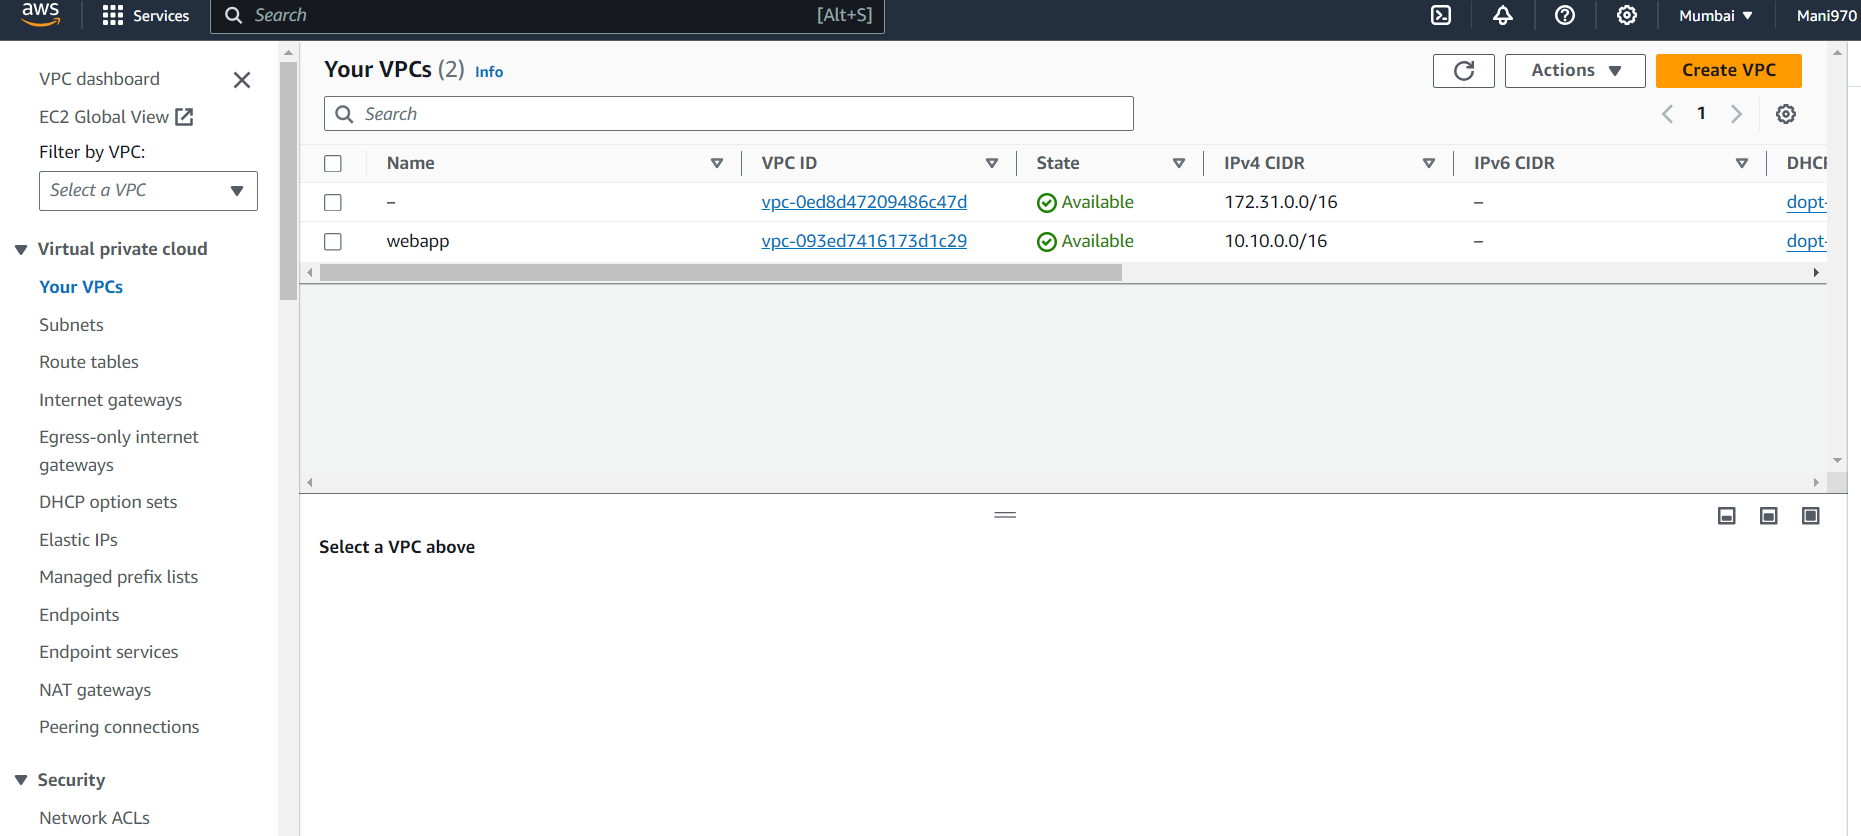 aws Services Search [Alt+S] Mumbai Mani970
VPC dashboard
EC2 Global View
Filter by VPC:
Select a VPC
Virtual private cloud
Your VPCs
Subnets
Route tables
Internet gateways
Egress-only internet
gateways
DHCP option sets
Elastic IPs
Managed prefix lists
Endpoints
Endpoint services
NAT gateways
Peering connections
Security
Network ACLs
Your VPCs (2) Info Actions Create VPC
Search 1
Name VPC ID State IPv4 CIDR IPv6 CIDR DHCP
– vpc-0ed8d47209486c47d Available 172.31.0.0/16 – dopt-
webapp vpc-093ed7416173d1c29 Available 10.10.0.0/16 – dopt-
Select a VPC above